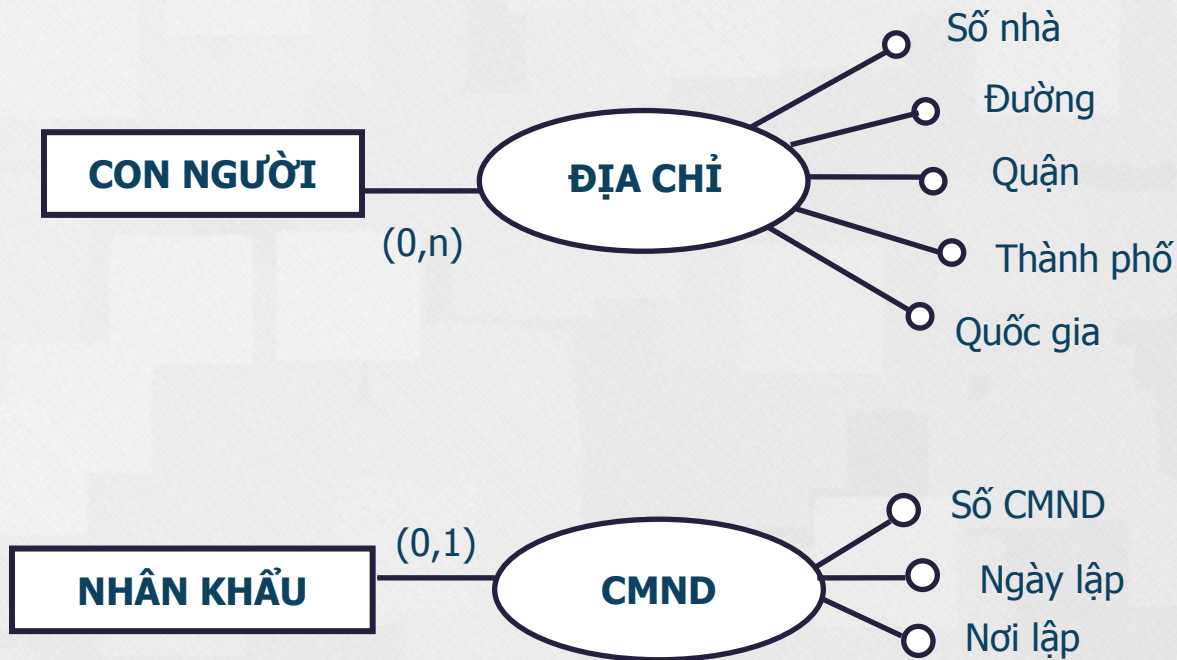 Số nhà
Đường
CON NGƯỜI
ĐỊA CHỈ
Quận
(0,n)
Thành phố
Quốc gia
Số CMND
(0,1)
NHÂN KHẨU
CMND
Ngày lập
Nơi lập